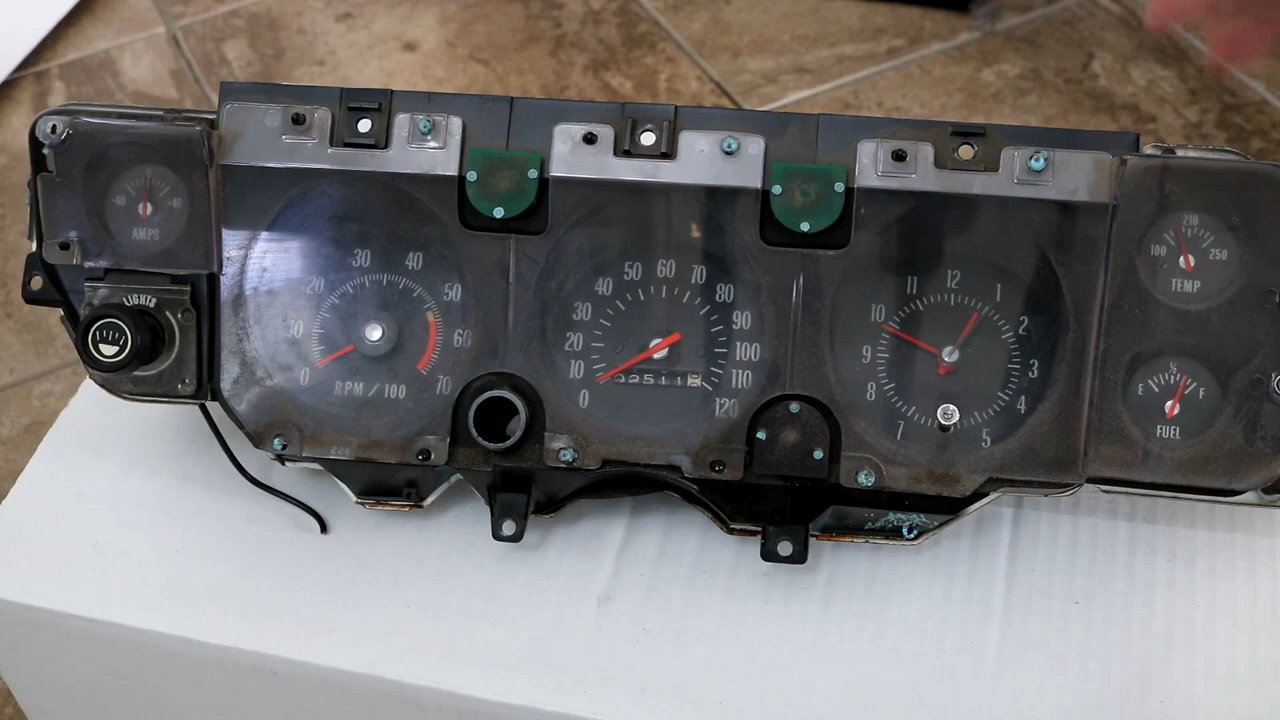 -40 -40
AMPS
LIGHTS
0 10 20 30 40 50 60 70
RPM / 100
0 10 20 30 40 50 60 70 80 90 100 110 120
02511
12 1 2 3 4 5 7 8 9 10 11
100 210 250
TEMP
E ½ F
FUEL